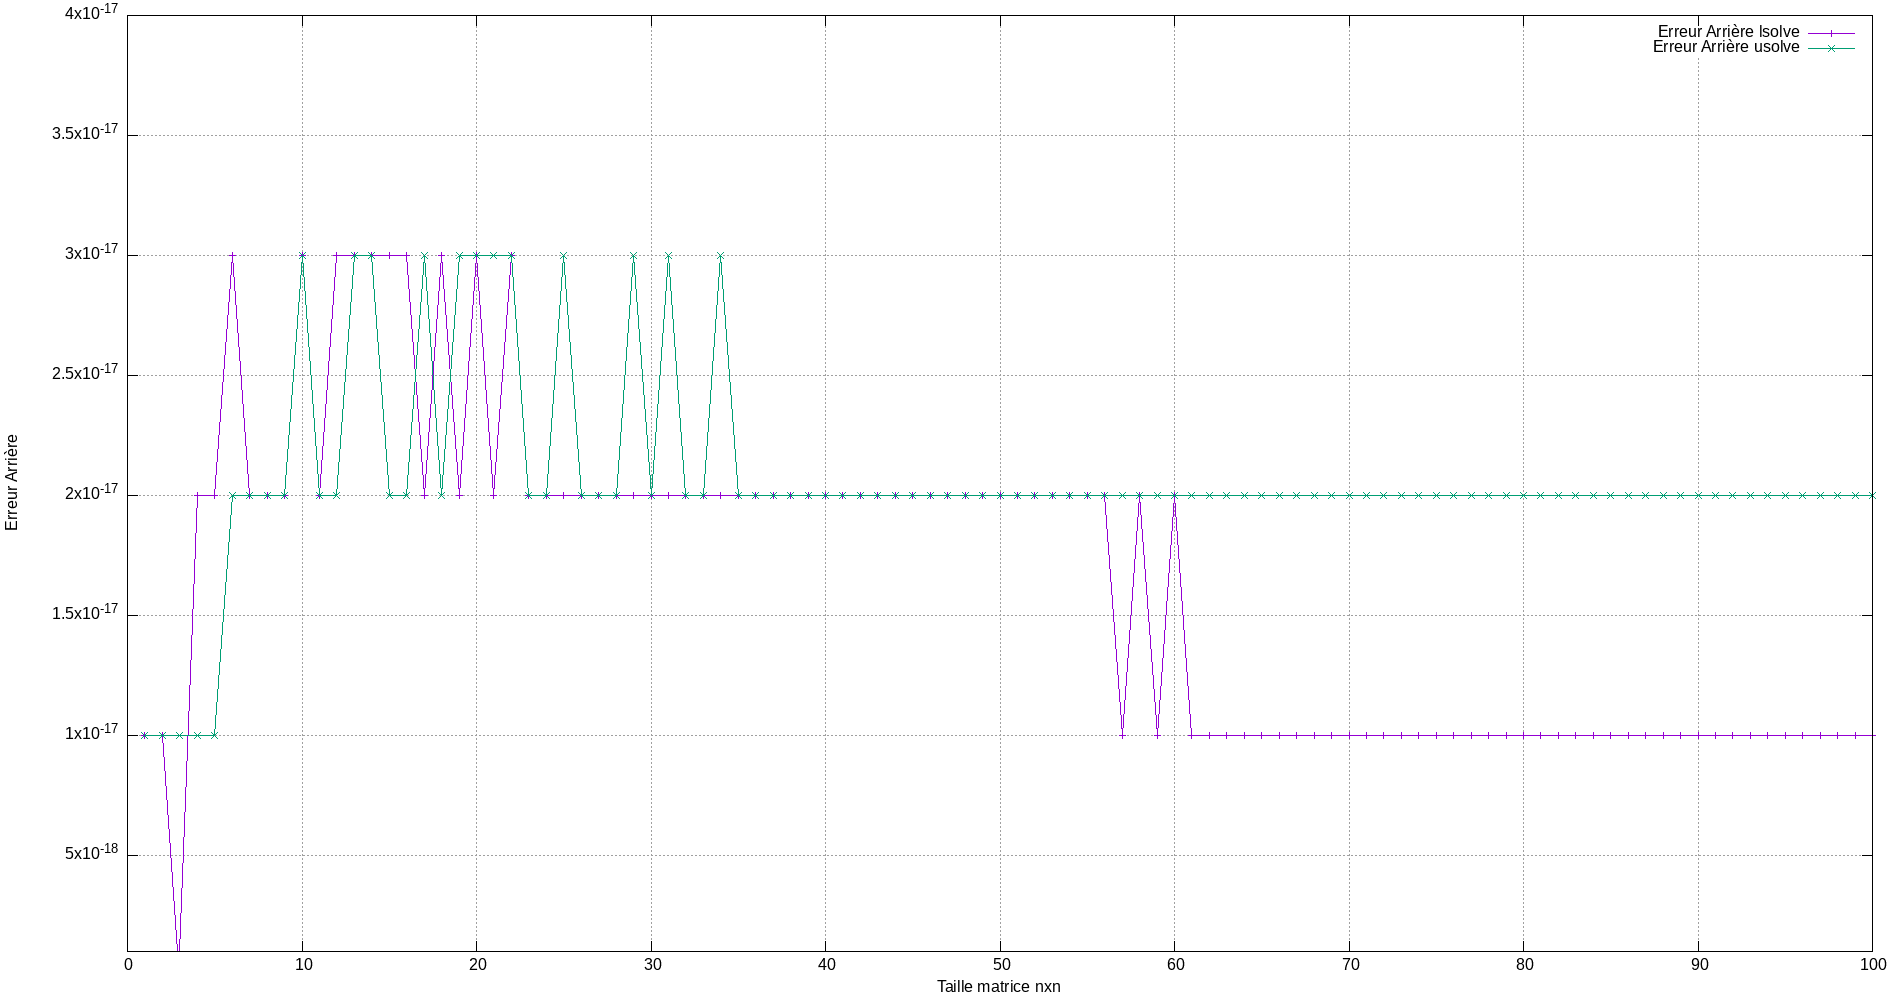 4x10-17
3.5x10-17
3x10-17
2.5x10-17
2x10-17
1.5x10-17
1x10-17
5x10-18
Erreur Arrière
Erreur Arrière lsolve
Erreur Arrière usolve
0 10 20 30 40 50 60 70 80 90 100
Taille matrice nxn